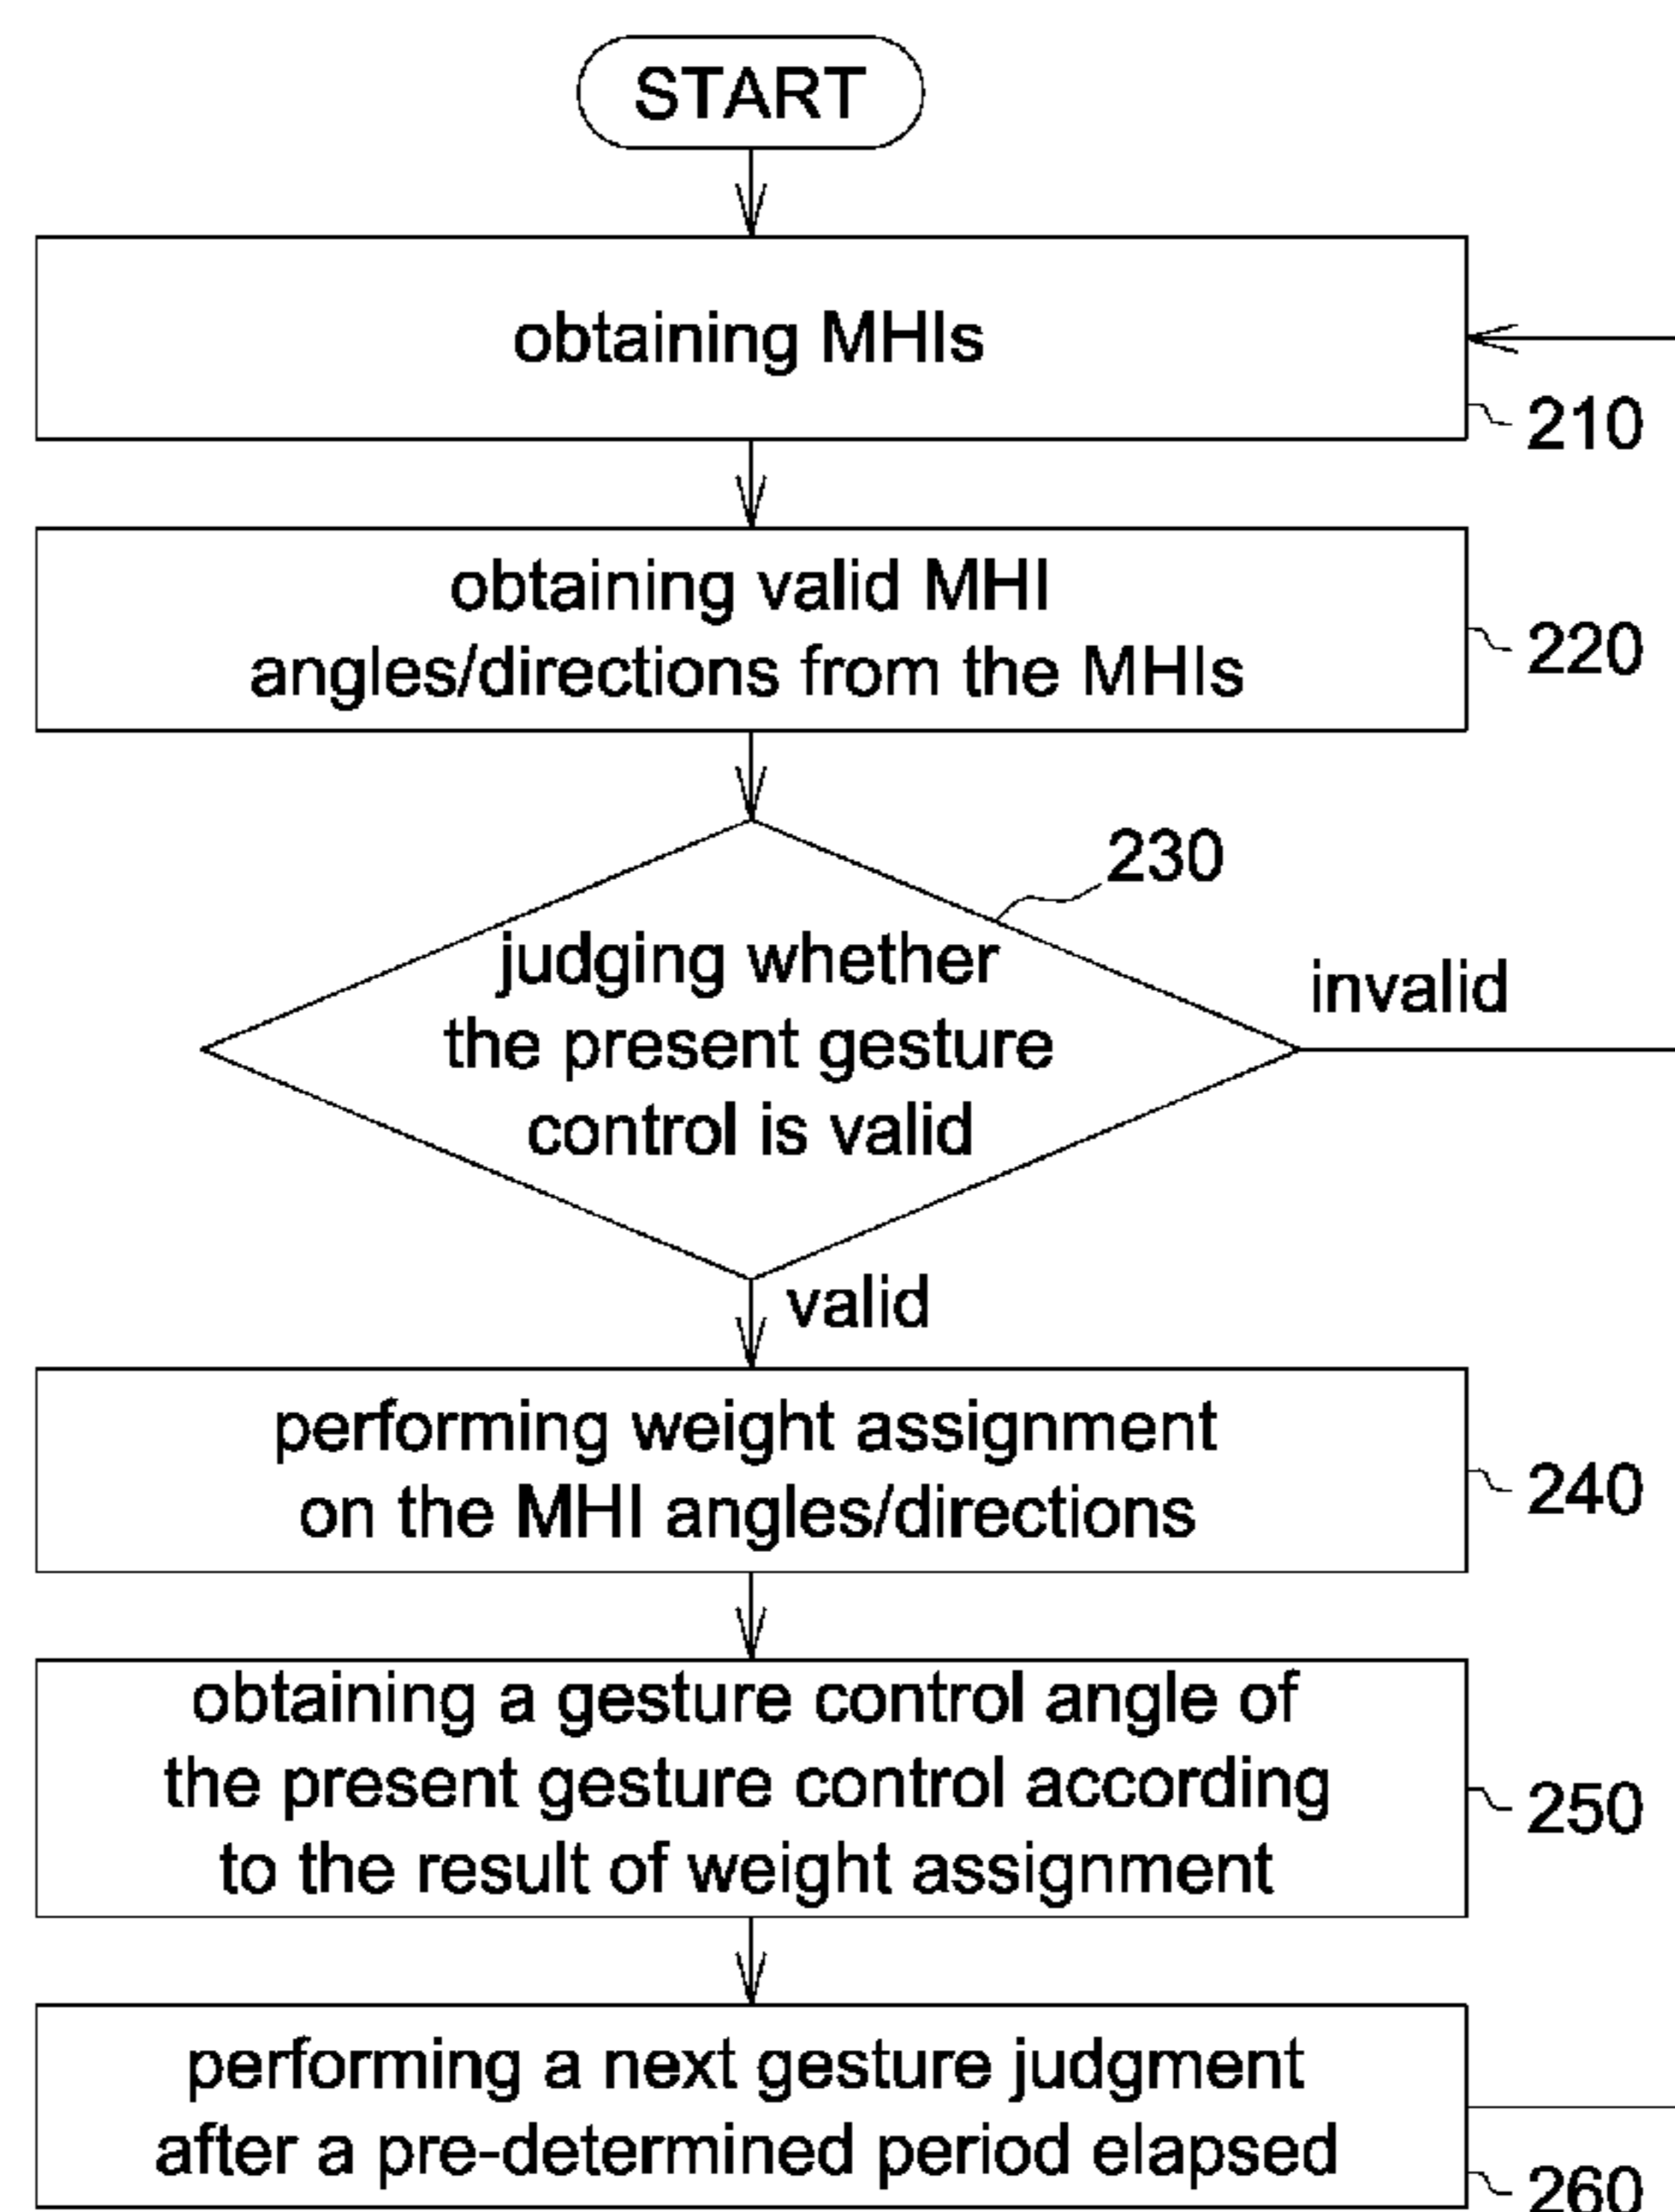 START
obtaining MHIs
210
obtaining valid MHI
angles/directions from the MHIs
220
230
judging whether
the present gesture
control is valid
invalid
valid
performing weight assignment
on the MHI angles/directions
240
obtaining a gesture control angle of
the present gesture control according
to the result of weight assignment
250
performing a next gesture judgment
after a pre-determined period elapsed
260